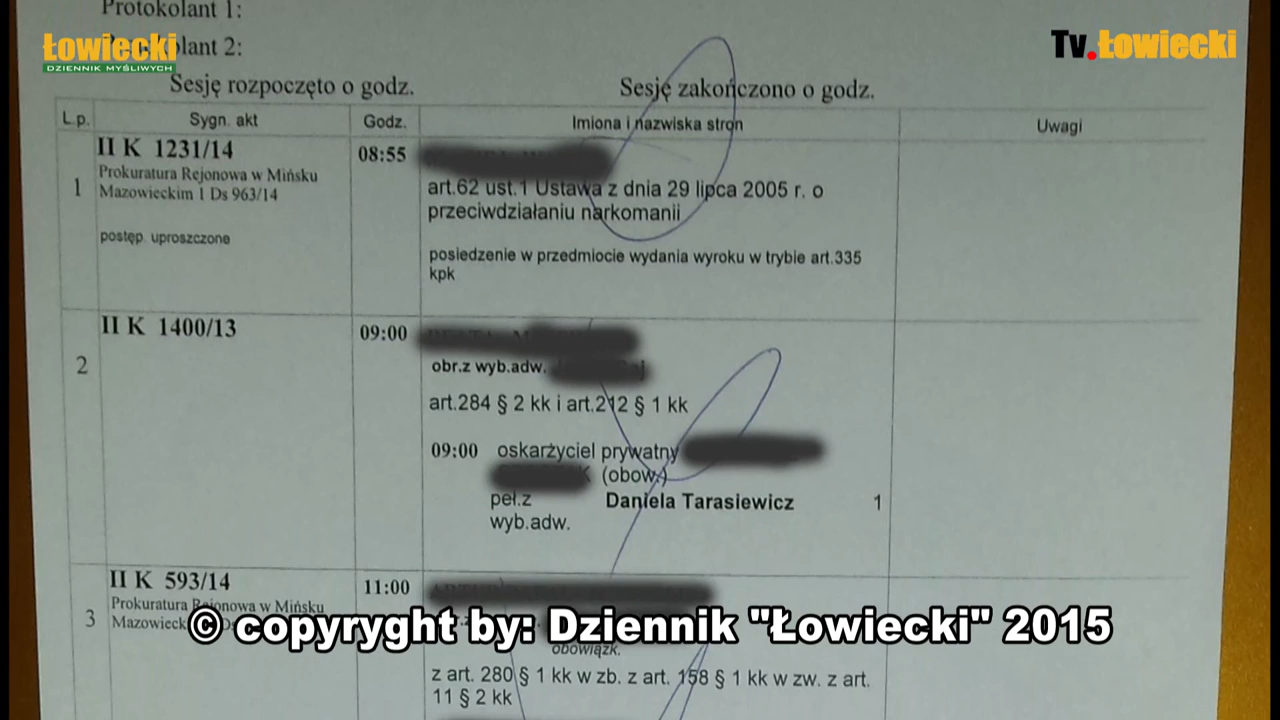 Protokolant 1:
Łowiecki
DZIENNIK MYŚLIWYCH
Tv.Łowiecki
olant 2:
Sesję rozpoczęto o godz.
Sesję zakończono o godz.
L.p.
Sygn. akt
Godz.
Imiona i nazwiska stron
Uwagi
1
II K 1231/14
Prokuratura Rejonowa w Mińsku
Mazowieckim 1 Ds 963/14
postęp. uproszczone
08:55
art.62 ust.1 Ustawa z dnia 29 lipca 2005 r. o
przeciwdziałaniu narkomanii
posiedzenie w przedmiocie wydania wyroku w trybie art.335
kpk
2
II K 1400/13
09:00
obr.z wyb.adw.
art.284 § 2 kk i art.212 § 1 kk
09:00 oskarżyciel prywatny
(obow.)
peł.z Daniela Tarasiewicz 1
wyb.adw.
3
II K 593/14
Prokuratura Rejonowa w Mińsku
Mazowieck
11:00
© copyryght by: Dziennik "Łowiecki" 2015
obowiązk.
z art. 280 § 1 kk w zb. z art. 158 § 1 kk w zw. z art.
11 § 2 kk